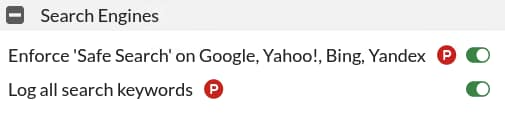 Search Engines
Enforce 'Safe Search' on Google, Yahoo!, Bing, Yandex P
Log all search keywords P